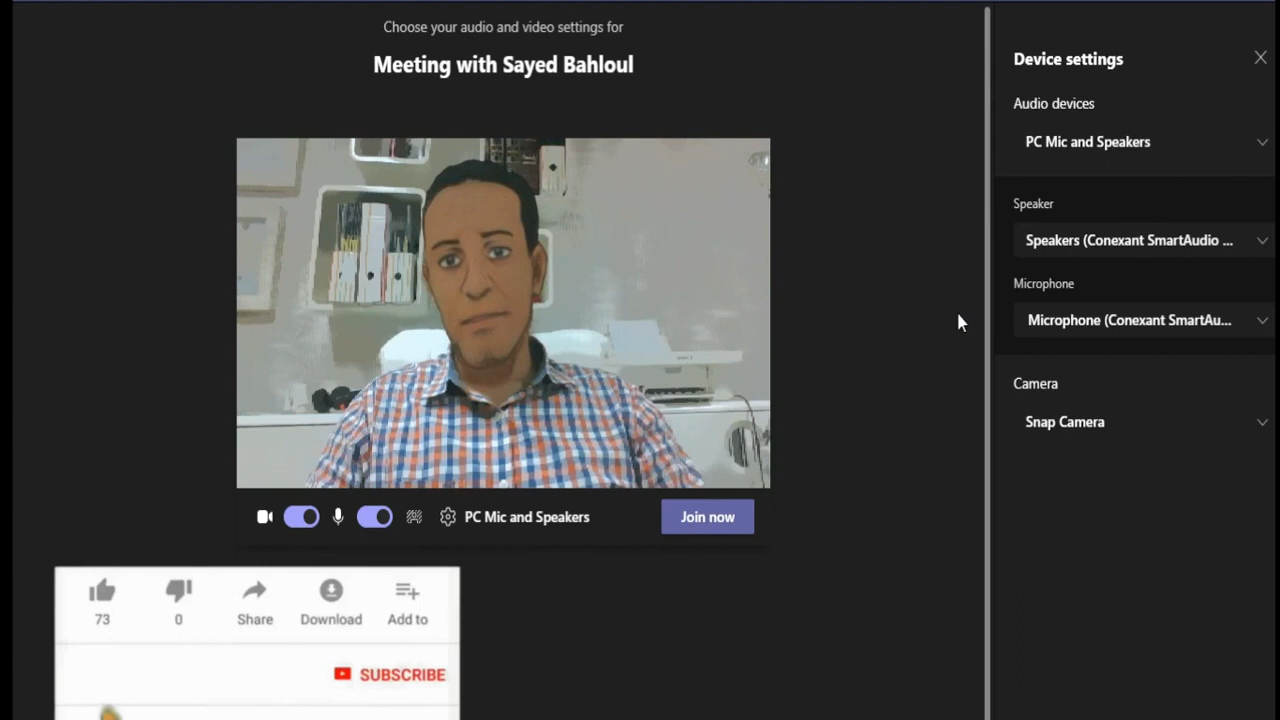 Choose your audio and video settings for
Meeting with Sayed Bahloul
PC Mic and Speakers
Join now
Device settings
Audio devices
PC Mic and Speakers
Speaker
Speakers (Conexant SmartAudio ...
Microphone
Microphone (Conexant SmartAu...
Camera
Snap Camera
73
0
Share
Download
Add to
SUBSCRIBE